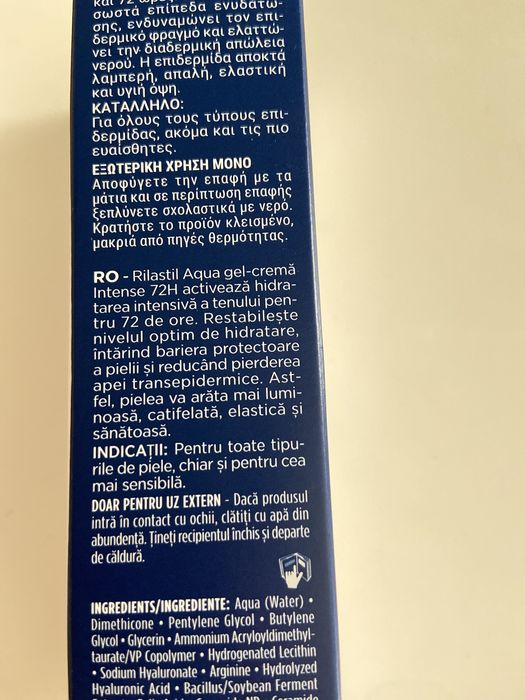 και 72 ωρες
σωστά επίπεδα ενυδάτω-
σης, ενδυναμώνει τον επι-
δερμικό φραγμό και ελαττώ-
νει την διαδερμική απώλεια
νερού. Η επιδερμίδα αποκτά
λαμπερή, απαλή, ελαστική
και υγιή όψη.
ΚΑΤΑΛΛΗΛΟ:
Για όλους τους τύπους επι-
δερμίδας, ακόμα και τις πιο
ευαίσθητες.
ΕΞΩΤΕΡΙΚΗ ΧΡΗΣΗ ΜΟΝΟ
Αποφύγετε την επαφή με τα
μάτια και σε περίπτωση επαφής
ξεπλύνετε σχολαστικά με νερό.
Κρατήστε το προϊόν κλεισμένο,
μακριά από πηγές θερμότητας.
RO - Rilastil Aqua gel-cremă
Intense 72H activează hidra-
tarea intensivă a tenului pen-
tru 72 de ore. Restabilește
nivelul optim de hidratare,
întărind bariera protectoare
a pielii și reducând pierderea
apei transepidermice. Ast-
fel, pielea va arăta mai lumi-
noasă, catifelată, elastică și
sănătoasă.
INDICAȚII: Pentru toate tipu-
rile de piele, chiar și pentru cea
mai sensibilă.
DOAR PENTRU UZ EXTERN - Dacă produsul
intră în contact cu ochii, clătiți cu apă din
abundență. Țineți recipientul închis și departe
de căldură.
INGREDIENTS/INGREDIENTE: Aqua (Water) •
Dimethicone • Pentylene Glycol • Butylene
Glycol • Glycerin • Ammonium Acryloyldimethyl-
taurate/VP Copolymer • Hydrogenated Lecithin
• Sodium Hyaluronate • Arginine • Hydrolyzed
Hyaluronic Acid • Bacillus/Soybean Ferment